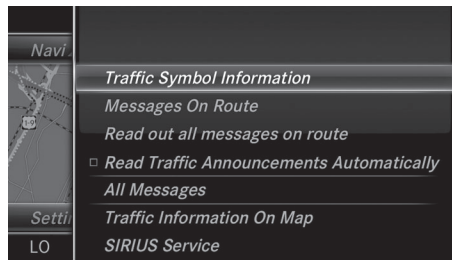 Navi
Traffic Symbol Information
Messages On Route
Read out all messages on route
Read Traffic Announcements Automatically
All Messages
Settin
Traffic Information On Map
LO
SIRIUS Service